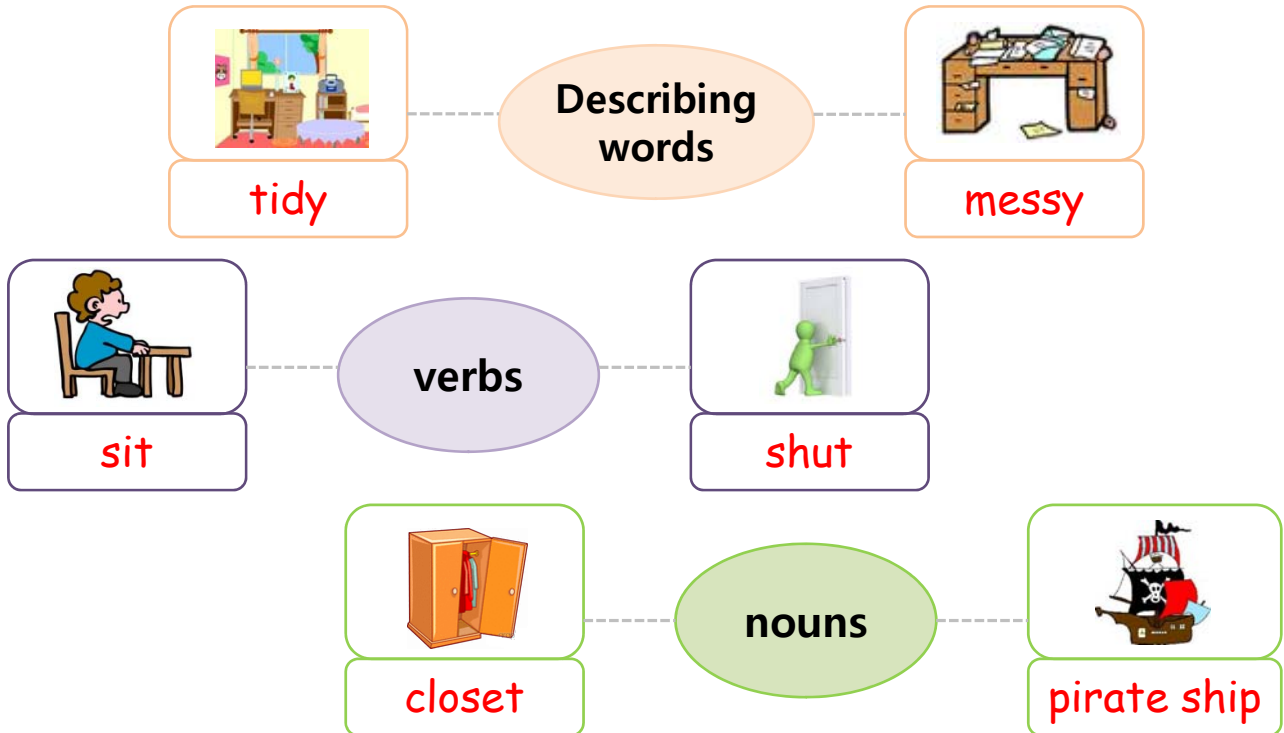 Describing
words
tidy
messy
verbs
sit
shut
nouns
closet
pirate ship